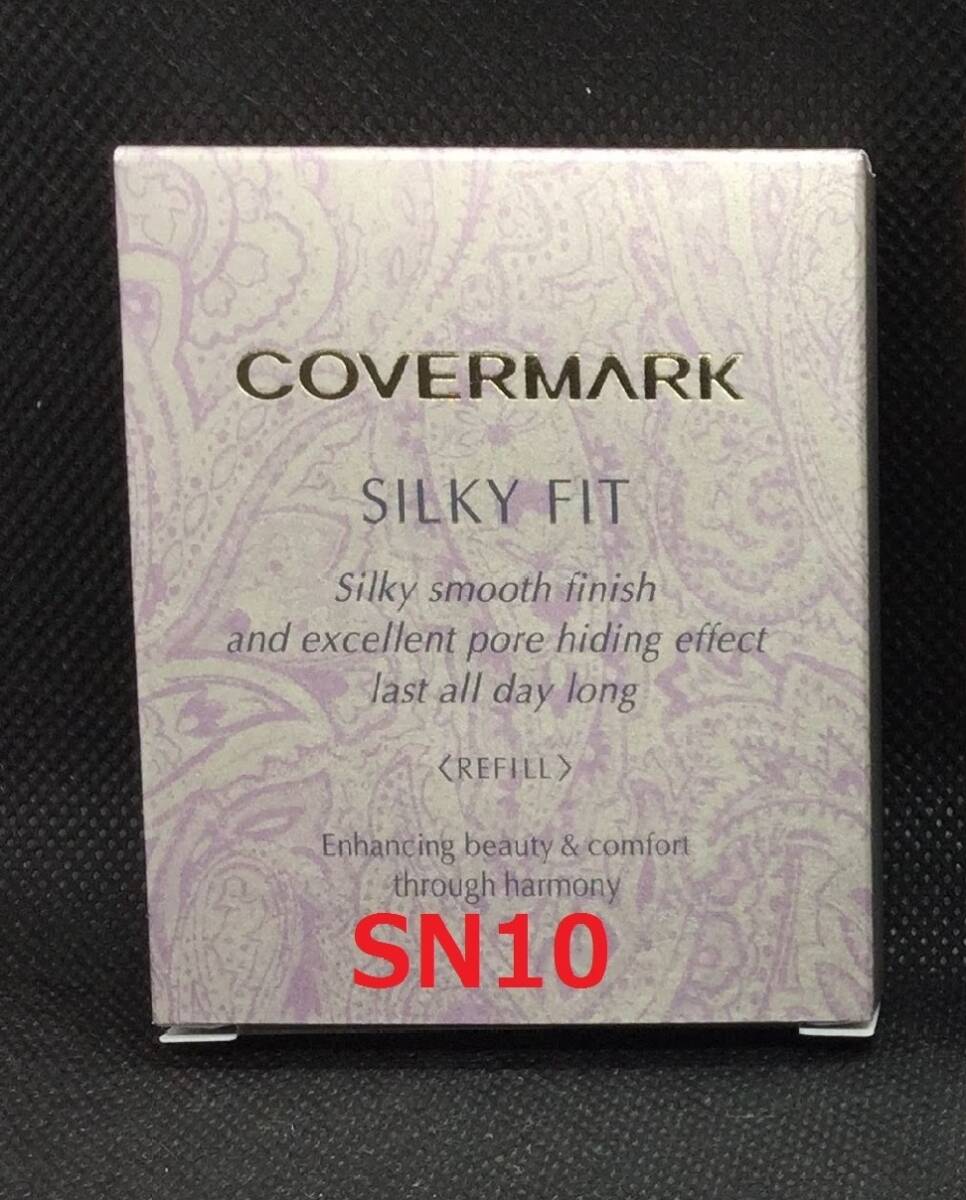 COVERMARK
SILKY FIT
Silky smooth finish
and excellent pore hiding effect
last all day long
〈REFILL〉
Enhancing beauty & comfort
through harmony
SN10